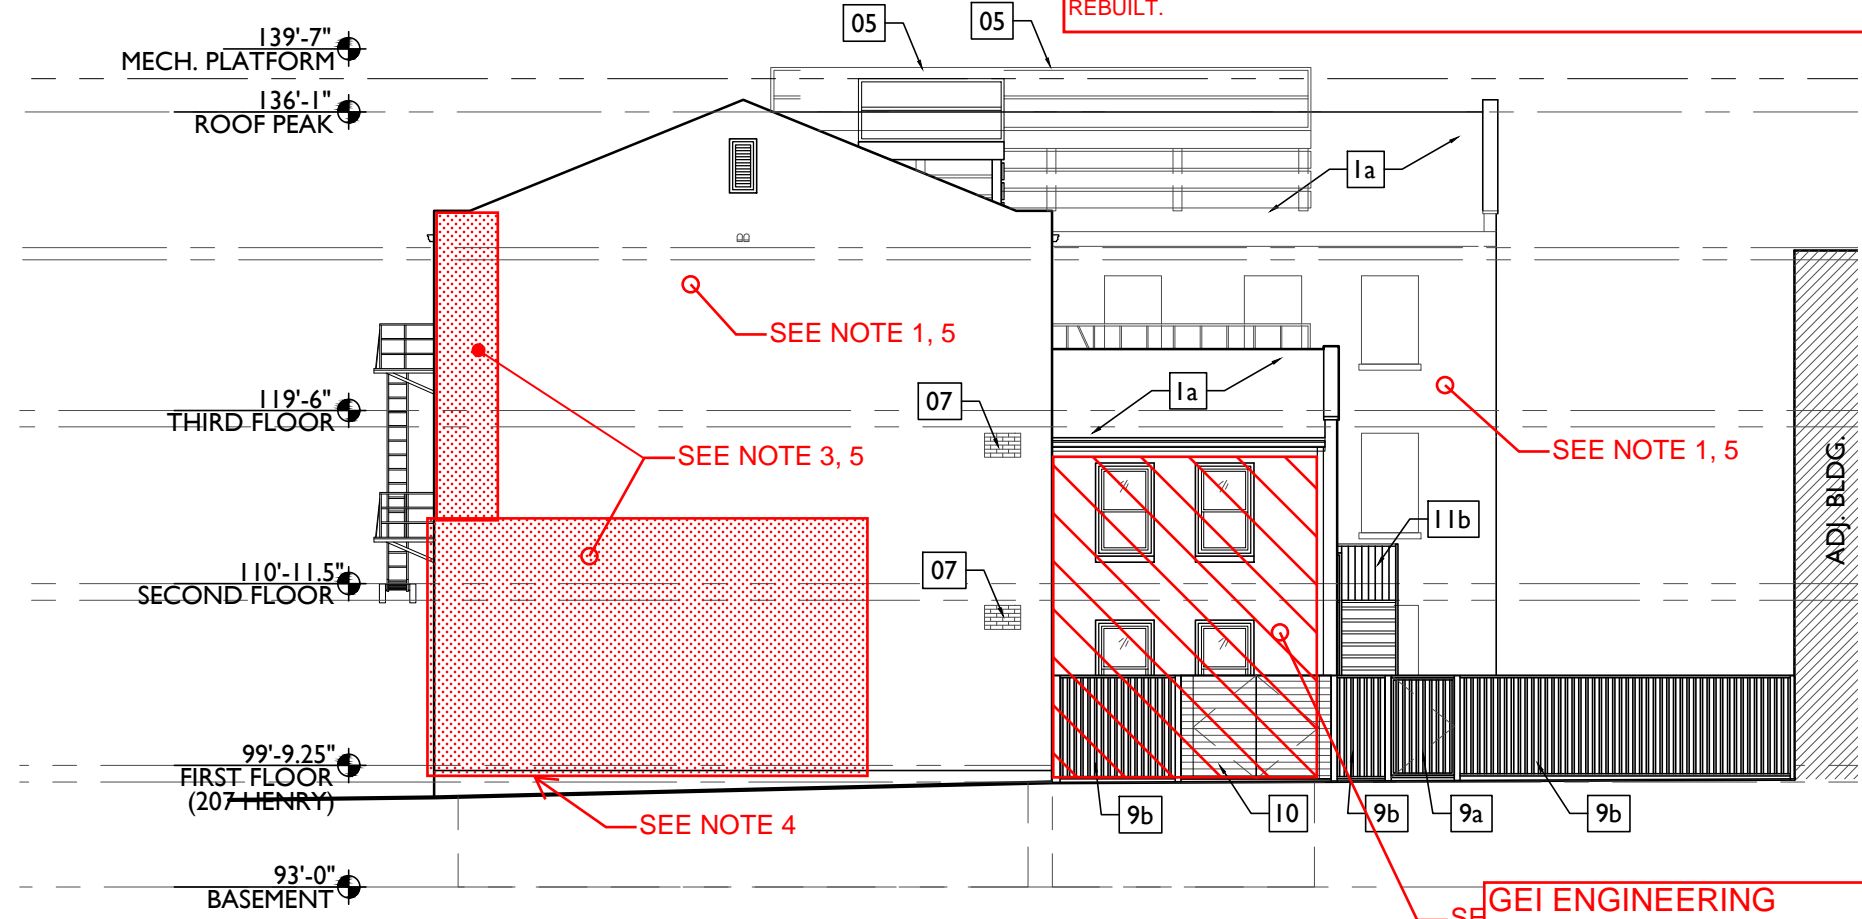 REBUILT.
05
05
139'-7"
MECH. PLATFORM
136'-1"
ROOF PEAK
1a
SEE NOTE 1, 5
119'-6"
THIRD FLOOR
07
1a
SEE NOTE 3, 5
SEE NOTE 1, 5
ADJ. BLDG.
11b
110'-11.5"
SECOND FLOOR
07
99'-9.25"
FIRST FLOOR
(207 HENRY)
SEE NOTE 4
9b
10
9b
9a
9b
93'-0"
BASEMENT
GEI ENGINEERING